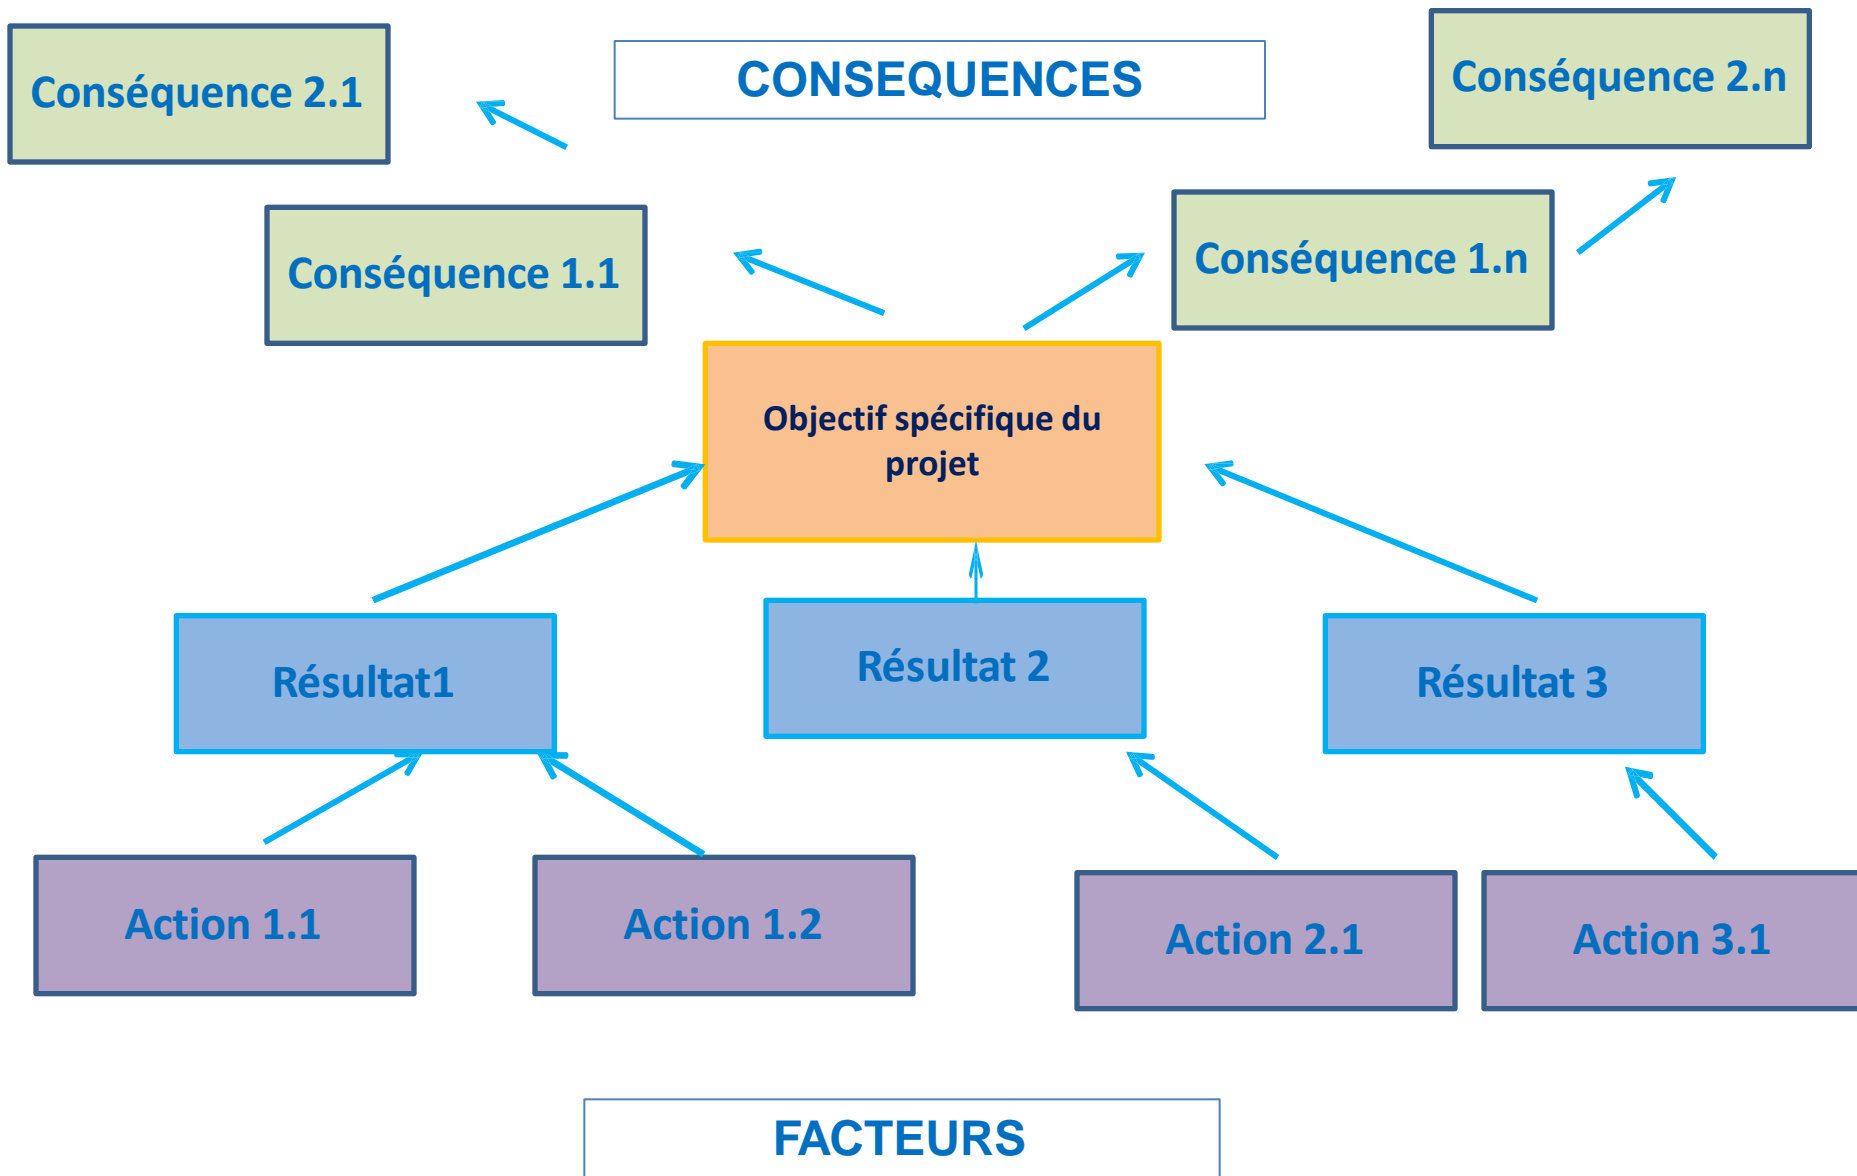 Conséquence 2.1
CONSEQUENCES
Conséquence 2.n
Conséquence 1.1
Conséquence 1.n
Objectif spécifique du
projet
Résultat1
Résultat 2
Résultat 3
Action 1.1
Action 1.2
Action 2.1
Action 3.1
FACTEURS